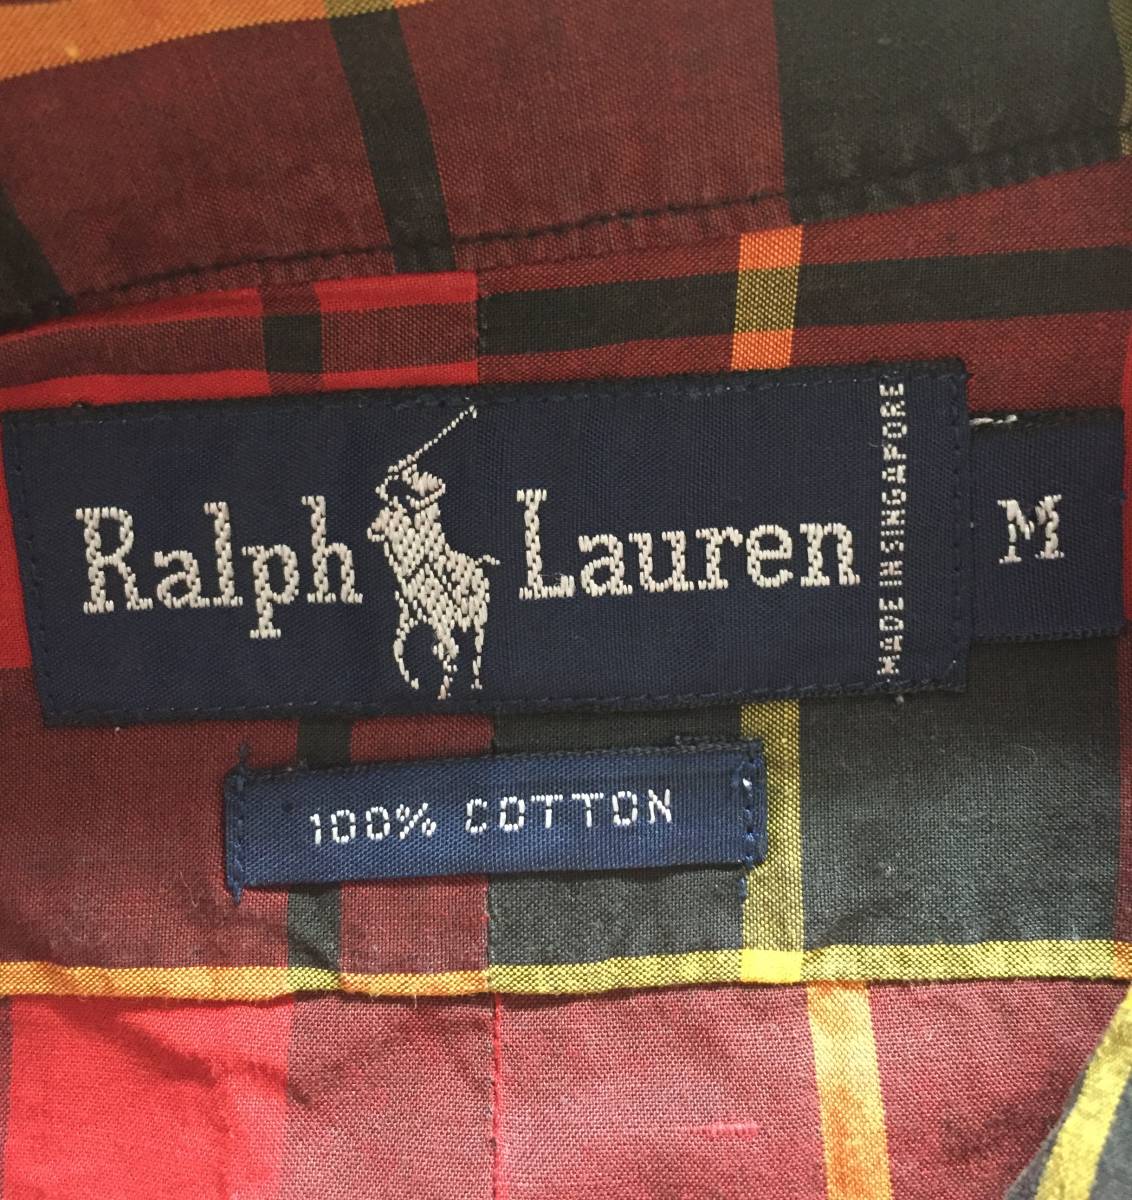 Ralph Lauren
MADE IN SINGAPORE
M
100% COTTON